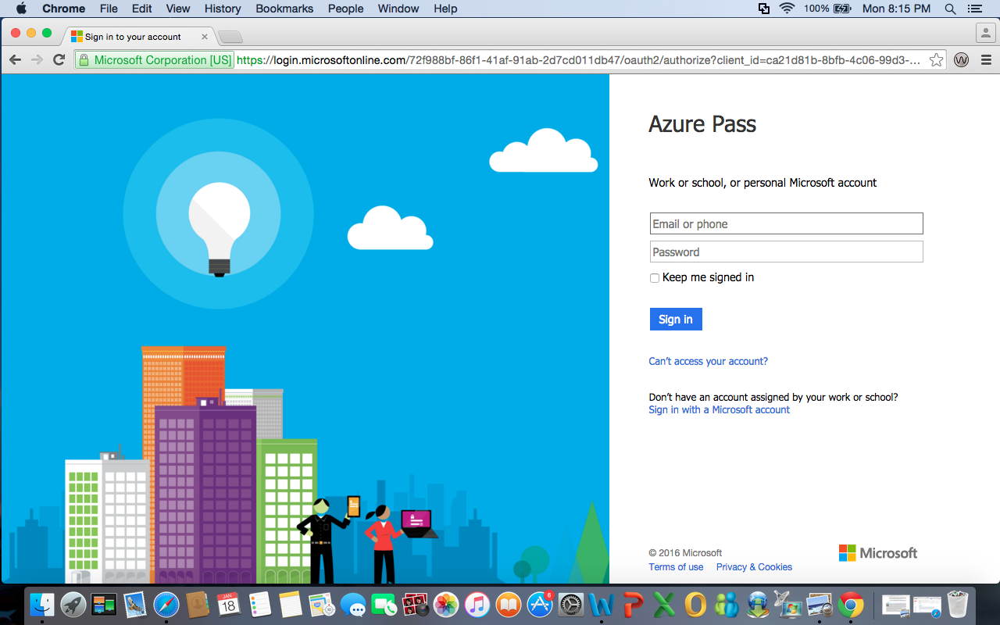 Chrome File Edit View History Bookmarks People Window Help 100% Mon 8:15 PM
Sign in to your account
Microsoft Corporation [US] https://login.microsoftonline.com/72f988bf-86f1-41af-91ab-2d7cd011db47/oauth2/authorize?client_id=ca21d81b-8bfb-4c06-99d3-...
Azure Pass
Work or school, or personal Microsoft account
Email or phone
Password
Keep me signed in
Sign in
Can't access your account?
Don't have an account assigned by your work or school?
Sign in with a Microsoft account
© 2016 Microsoft
Terms of use Privacy & Cookies
Microsoft
JAN
18
6